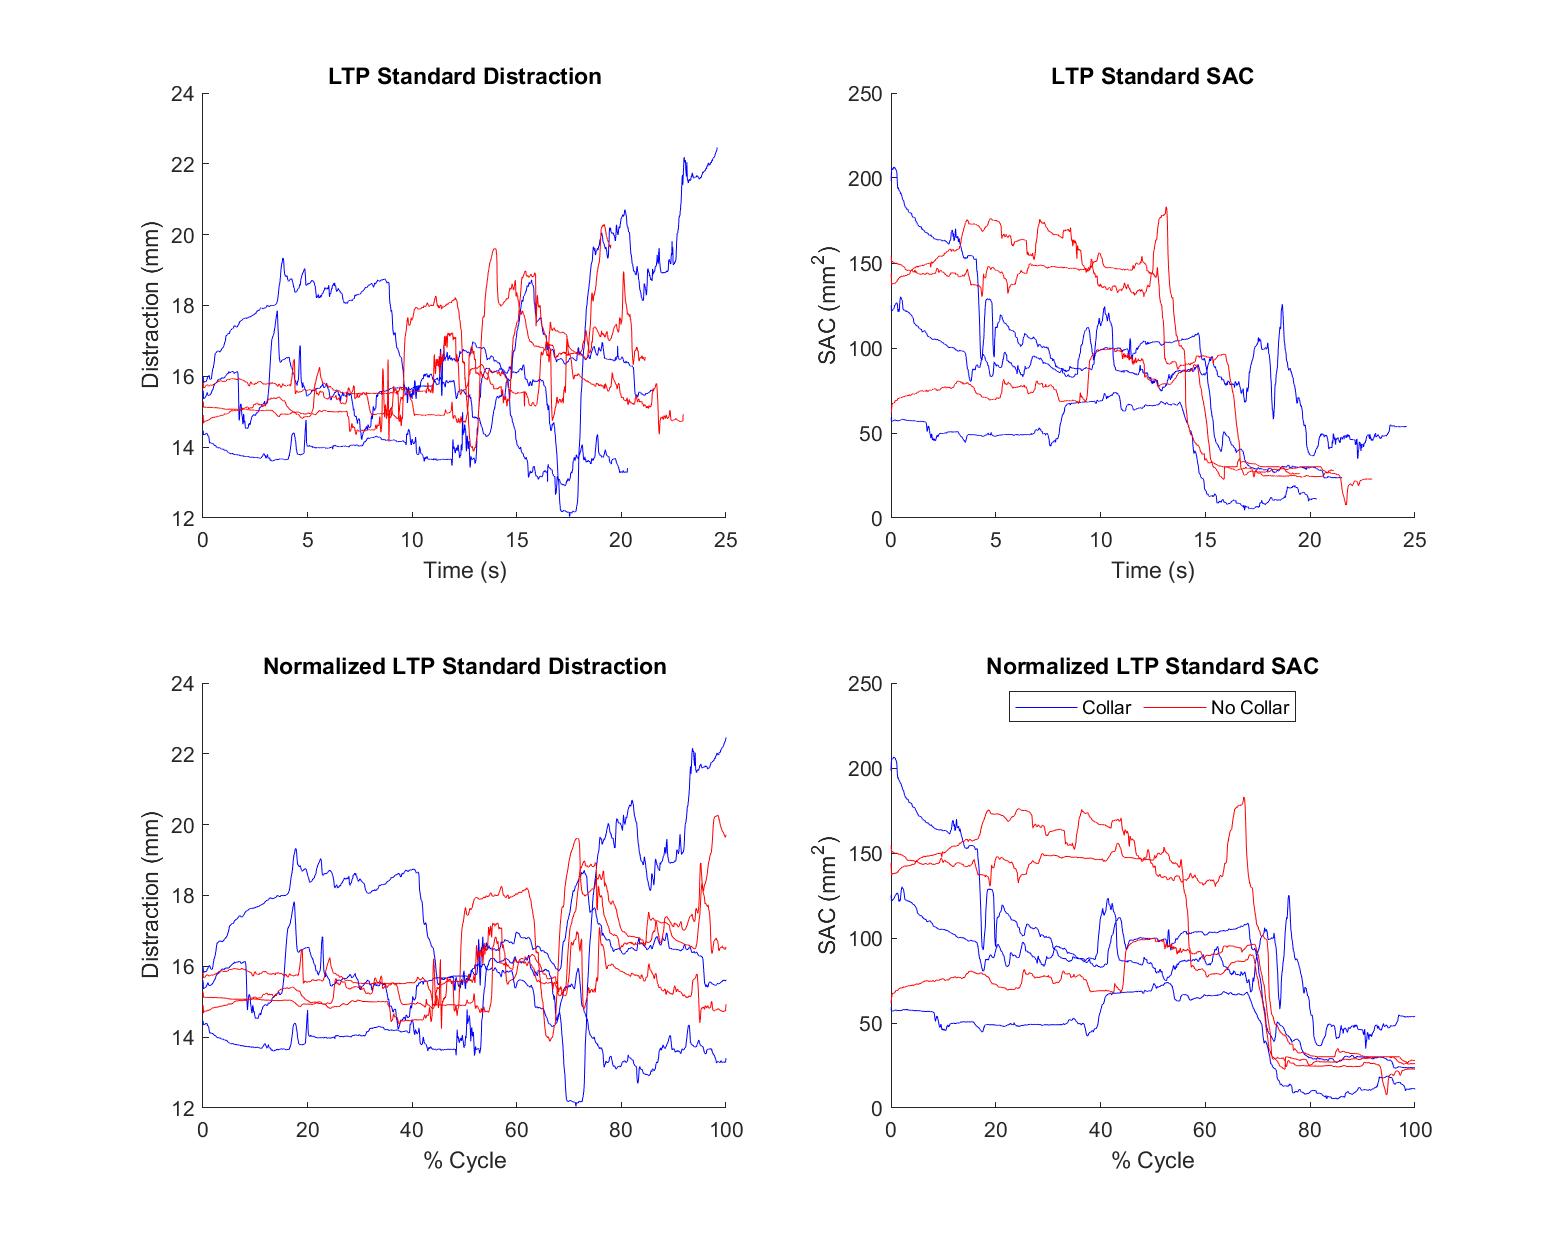 LTP Standard Distraction
24
22
20
18
16
14
12
Distraction (mm)
0 5 10 15 20 25
Time (s)
LTP Standard SAC
250
200
150
100
50
0
SAC (mm²)
0 5 10 15 20 25
Time (s)
Normalized LTP Standard Distraction
24
22
20
18
16
14
12
Distraction (mm)
0 20 40 60 80 100
% Cycle
Normalized LTP Standard SAC
Collar No Collar
250
200
150
100
50
0
SAC (mm²)
0 20 40 60 80 100
% Cycle